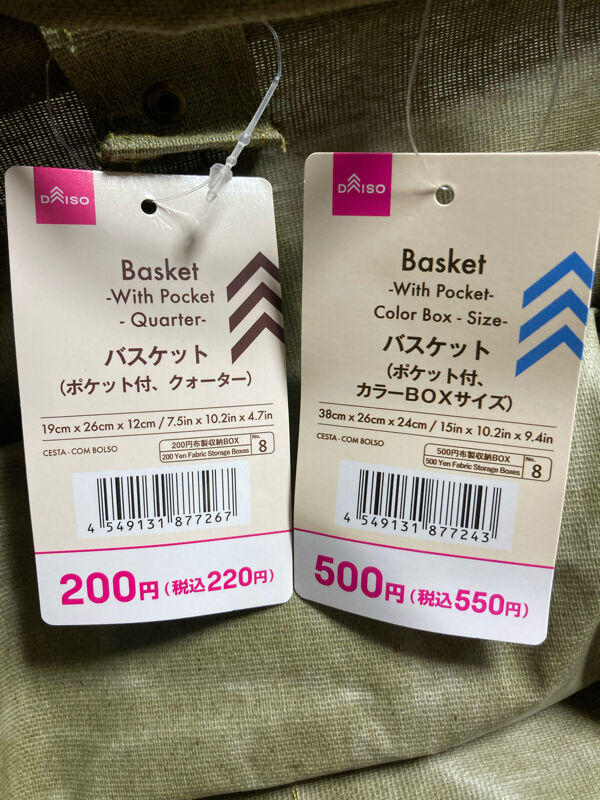 DAISO
Basket
-With Pocket
- Quarter-
バスケット
(ポケット付、クォーター)
19cm x 26cm x 12cm / 7.5in x 10.2in x 4.7in
CESTA - COM BOLSO
200円布製収納BOX
200 Yen Fabric Storage Boxes
No.
8
4 549131 877267
200円(税込220円)
DAISO
Basket
-With Pocket-
Color Box - Size-
バスケット
(ポケット付、
カラーBOXサイズ)
38cm x 26cm x 24cm / 15in x 10.2in x 9.4in
CESTA - COM BOLSO
500円布製収納BOX
500 Yen Fabric Storage Boxes
No.
8
4 549131 877243
500円(税込550円)